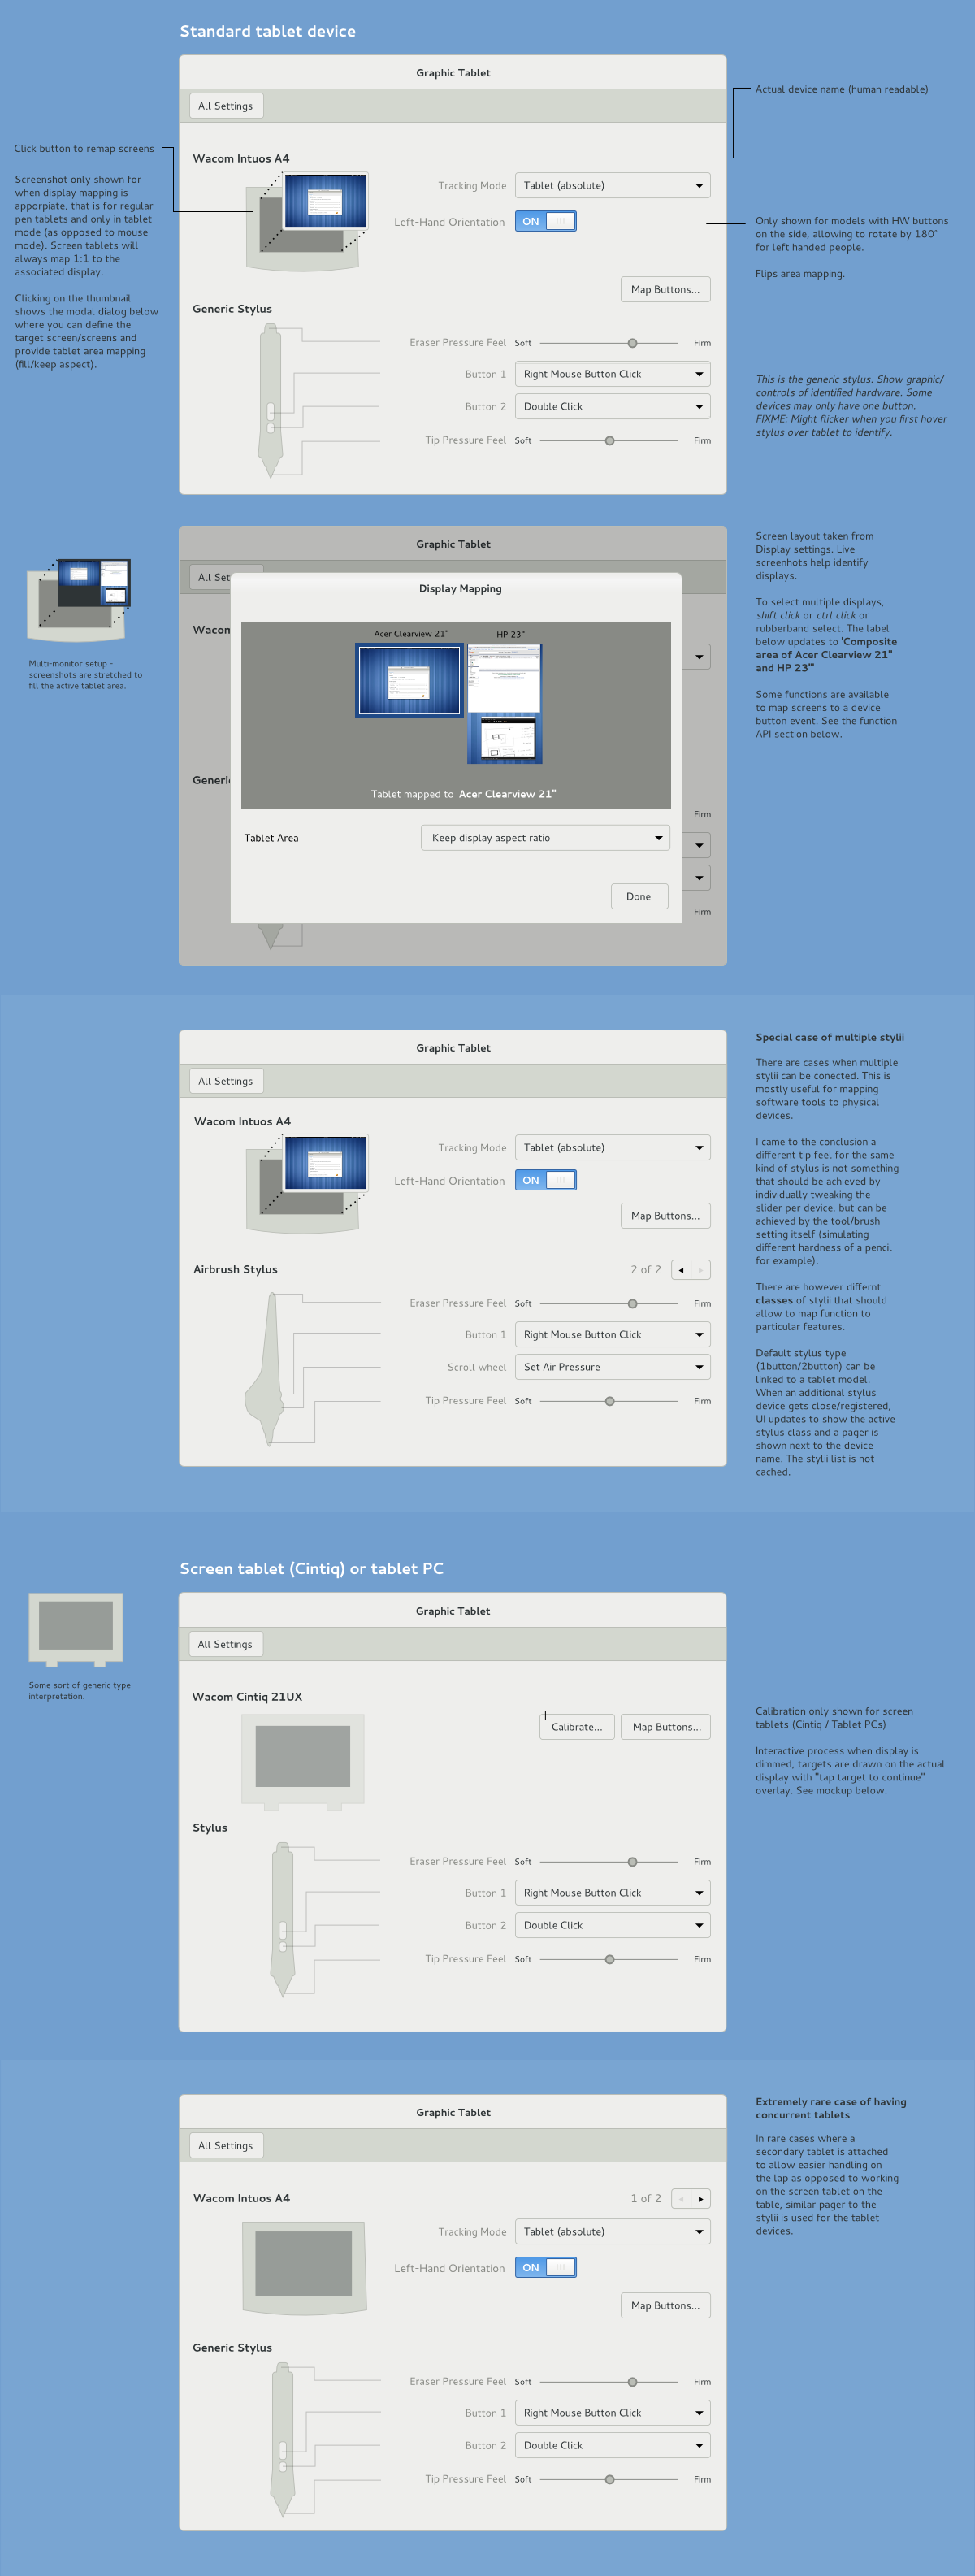 Standard tablet device
Graphic Tablet
All Settings
Actual device name (human readable)
Click button to remap screens
Screenshot only shown for
when display mapping is
apporpiate, that is for regular
pen tablets and only in tablet
mode (as opposed to mouse
mode). Screen tablets will
always map 1:1 to the
associated display.
Clicking on the thumbnail
shows the modal dialog below
where you can define the
target screen/screens and
provide tablet area mapping
(fill/keep aspect).
Wacom Intuos A4
Tracking Mode
Tablet (absolute)
Left-Hand Orientation
ON
Map Buttons...
Only shown for models with HW buttons
on the side, allowing to rotate by 180°
for left handed people.
Flips area mapping.
Generic Stylus
Eraser Pressure Feel Soft Firm
Button 1 Right Mouse Button Click
Button 2 Double Click
Tip Pressure Feel Soft Firm
This is the generic stylus. Show graphic/
controls of identified hardware. Some
devices may only have one button.
FIXME: Might flicker when you first hover
stylus over tablet to identify.
Graphic Tablet
All Set
Wacon
Generi
Firm
Firm
Display Mapping
Acer Clearview 21"
HP 23"
Tablet mapped to Acer Clearview 21"
Tablet Area
Keep display aspect ratio
Done
Multi-monitor setup -
screenshots are stretched to
fill the active tablet area.
Screen layout taken from
Display settings. Live
screenhots help identify
displays.
To select multiple displays,
shift click or ctrl click or
rubberband select. The label
below updates to 'Composite
area of Acer Clearview 21"
and HP 23"'
Some functions are available
to map screens to a device
button event. See the function
API section below.
Graphic Tablet
All Settings
Wacom Intuos A4
Tracking Mode
Tablet (absolute)
Left-Hand Orientation
ON
Map Buttons...
Airbrush Stylus
2 of 2
Eraser Pressure Feel Soft Firm
Button 1 Right Mouse Button Click
Scroll wheel Set Air Pressure
Tip Pressure Feel Soft Firm
Special case of multiple stylii
There are cases when multiple
stylii can be conected. This is
mostly useful for mapping
software tools to physical
devices.
I came to the conclusion a
different tip feel for the same
kind of stylus is not something
that should be achieved by
individually tweaking the
slider per device, but can be
achieved by the tool/brush
setting itself (simulating
different hardness of a pencil
for example).
There are however differnt
classes of stylii that should
allow to map function to
particular features.
Default stylus type
(1button/2button) can be
linked to a tablet model.
When an additional stylus
device gets close/registered,
UI updates to show the active
stylus class and a pager is
shown next to the device
name. The stylii list is not
cached.
Screen tablet (Cintiq) or tablet PC
Some sort of generic type
interpretation.
Graphic Tablet
All Settings
Wacom Cintiq 21UX
Calibrate...
Map Buttons...
Calibration only shown for screen
tablets (Cintiq / Tablet PCs)
Interactive process when display is
dimmed, targets are drawn on the actual
display with "tap target to continue"
overlay. See mockup below.
Stylus
Eraser Pressure Feel Soft Firm
Button 1 Right Mouse Button Click
Button 2 Double Click
Tip Pressure Feel Soft Firm
Graphic Tablet
All Settings
Wacom Intuos A4
1 of 2
Tracking Mode
Tablet (absolute)
Left-Hand Orientation
ON
Map Buttons...
Generic Stylus
Eraser Pressure Feel Soft Firm
Button 1 Right Mouse Button Click
Button 2 Double Click
Tip Pressure Feel Soft Firm
Extremely rare case of having
concurrent tablets
In rare cases where a
secondary tablet is attached
to allow easier handling on
the lap as opposed to working
on the screen tablet on the
table, similar pager to the
stylii is used for the tablet
devices.